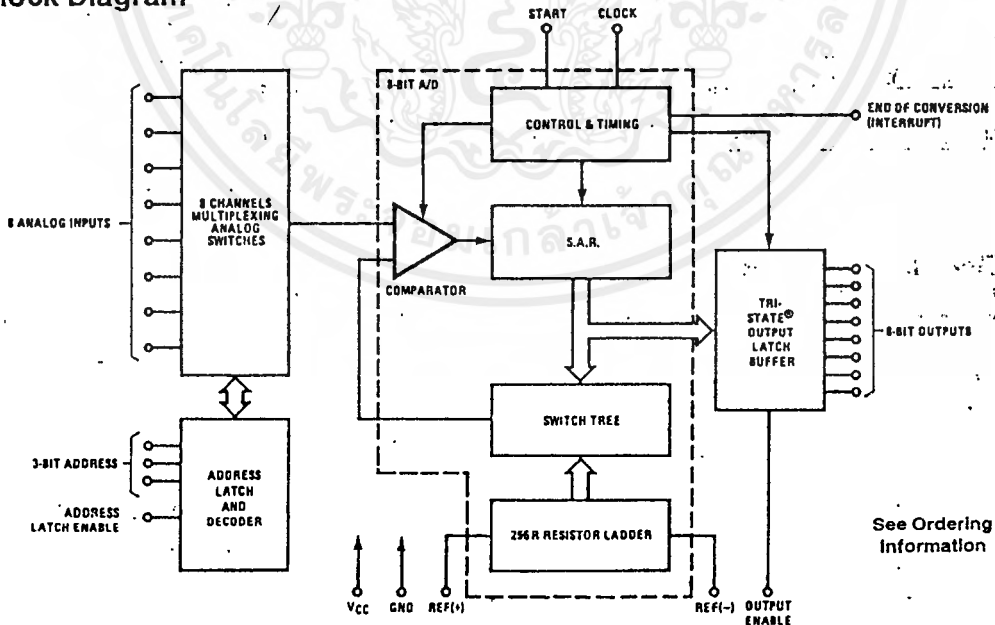 lock Diagram
START
CLOCK
8-BIT A/D
CONTROL & TIMING
END OF CONVERSION
(INTERRUPT)
8 ANALOG INPUTS
8 CHANNELS
MULTIPLEXING
ANALOG
SWITCHES
COMPARATOR
S.A.R.
TRI-
STATE®
OUTPUT
LATCH
BUFFER
8-BIT OUTPUTS
SWITCH TREE
3-BIT ADDRESS
ADDRESS
LATCH ENABLE
ADDRESS
LATCH
AND
DECODER
256R RESISTOR LADDER
See Ordering
Information
VCC
GND
REF(+)
REF(−)
OUTPUT
ENABLE